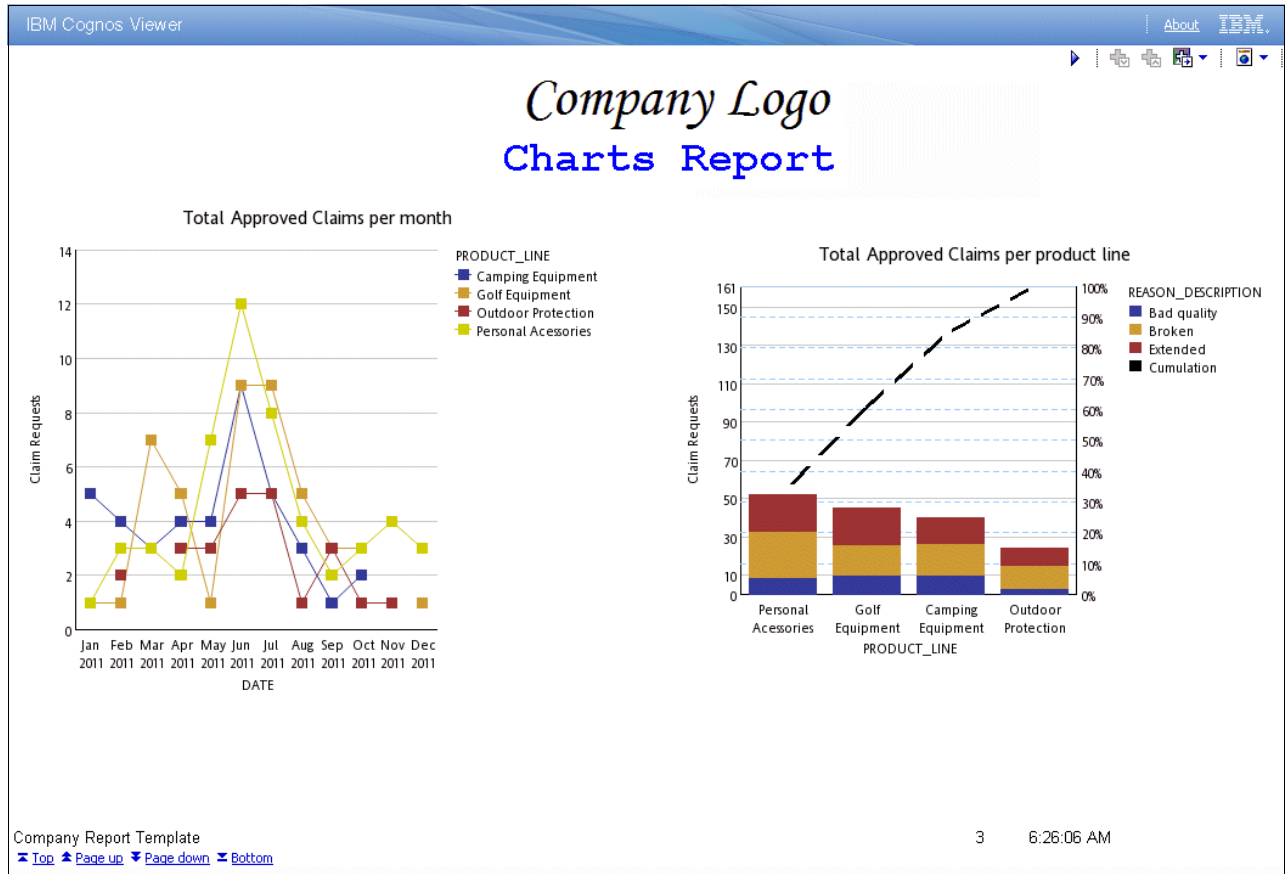 IBM Cognos Viewer
About IBM.
Company Logo
Charts Report
Total Approved Claims per month
Claim Requests
14
12
10
8
6
4
2
0
Jan 2011
Feb 2011
Mar 2011
Apr 2011
May 2011
Jun 2011
Jul 2011
Aug 2011
Sep 2011
Oct 2011
Nov 2011
Dec 2011
DATE
PRODUCT_LINE
Camping Equipment
Golf Equipment
Outdoor Protection
Personal Acessories
Total Approved Claims per product line
Claim Requests
161
150
130
110
90
70
50
30
10
0
100%
90%
80%
70%
60%
50%
40%
30%
20%
10%
0%
Personal Acessories
Golf Equipment
Camping Equipment
Outdoor Protection
PRODUCT_LINE
REASON_DESCRIPTION
Bad quality
Broken
Extended
Cumulation
Company Report Template
3 6:26:06 AM
Top Page up Page down Bottom